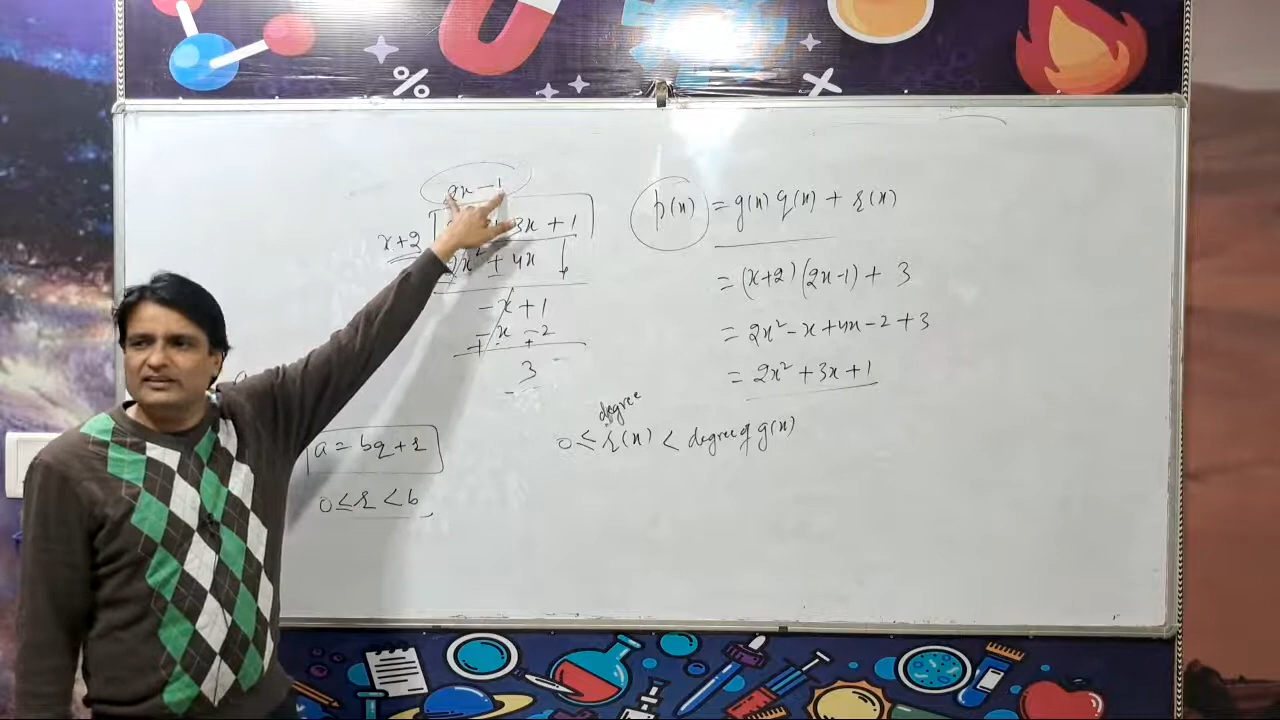 2x - 1
x+2
3x + 1
2x² + 4x
-x + 1
-x -2
+ +
3
a = bq + r
0 ≤ r < b
p(x) = g(x) q(x) + r(x)
= (x+2) (2x-1) + 3
= 2x² - x + 4x - 2 + 3
= 2x² + 3x + 1
degree
0 ≤ r(x) < degree of g(x)